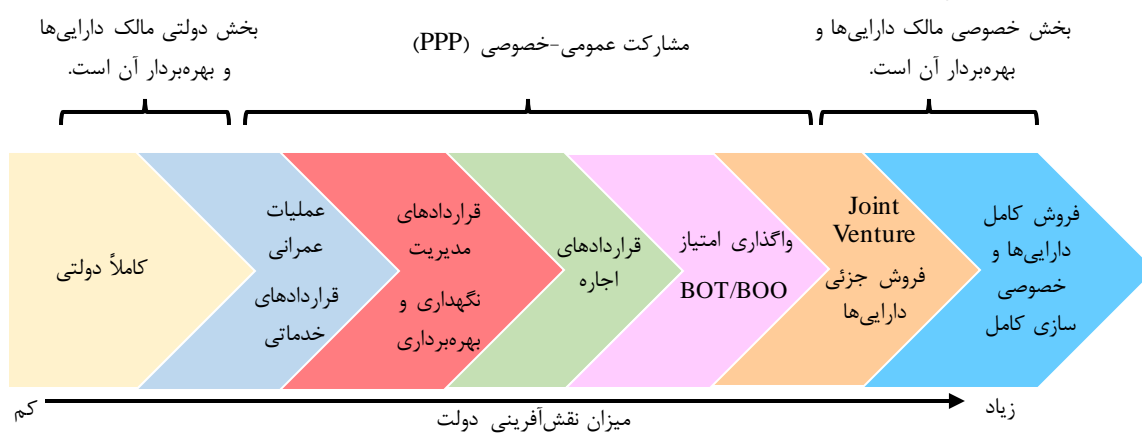 بخش دولتی مالک دارایی‌ها
و بهره‌بردار آن است.
مشارکت عمومی-خصوصی (PPP)
بخش خصوصی مالک دارایی‌ها و
بهره‌بردار آن است.
کاملاً دولتی
عملیات
عمرانی
قراردادهای
خدماتی
قراردادهای
مدیریت
نگهداری و
بهره‌برداری
قراردادهای
اجاره
واگذاری امتیاز
BOT/BOO
Joint
Venture
فروش جزئی
دارایی‌ها
فروش کامل
دارایی‌ها و
خصوصی
سازی کامل
کم
میزان نقش‌آفرینی دولت
زیاد